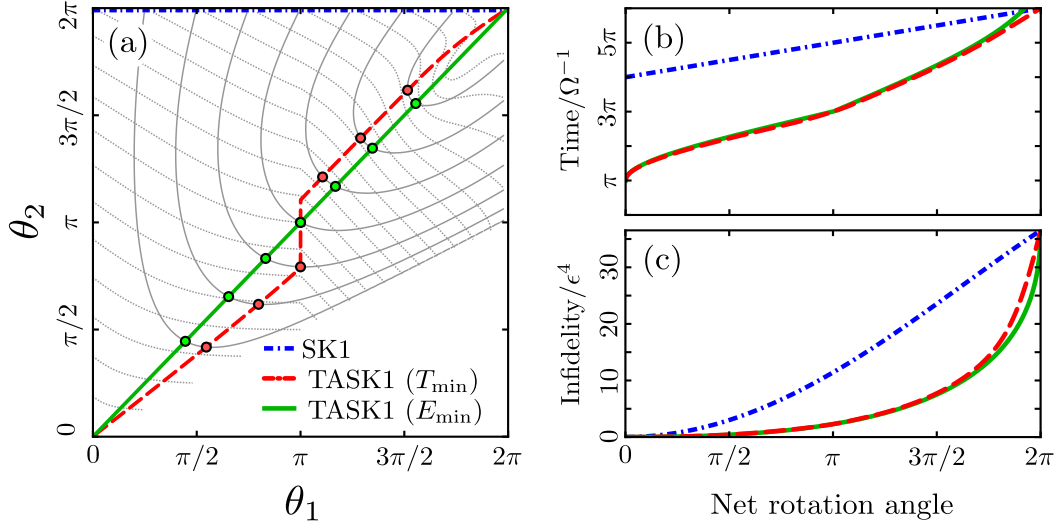 (a)
2π
3π/2
π
π/2
0
θ₂
SK1
TASK1 (Tmin)
TASK1 (Emin)
0 π/2 π 3π/2 2π
θ₁
(b)
5π
3π
π
Time/Ω⁻¹
(c)
30
20
10
0
Infidelity/ϵ⁴
0 π/2 π 3π/2 2π
Net rotation angle